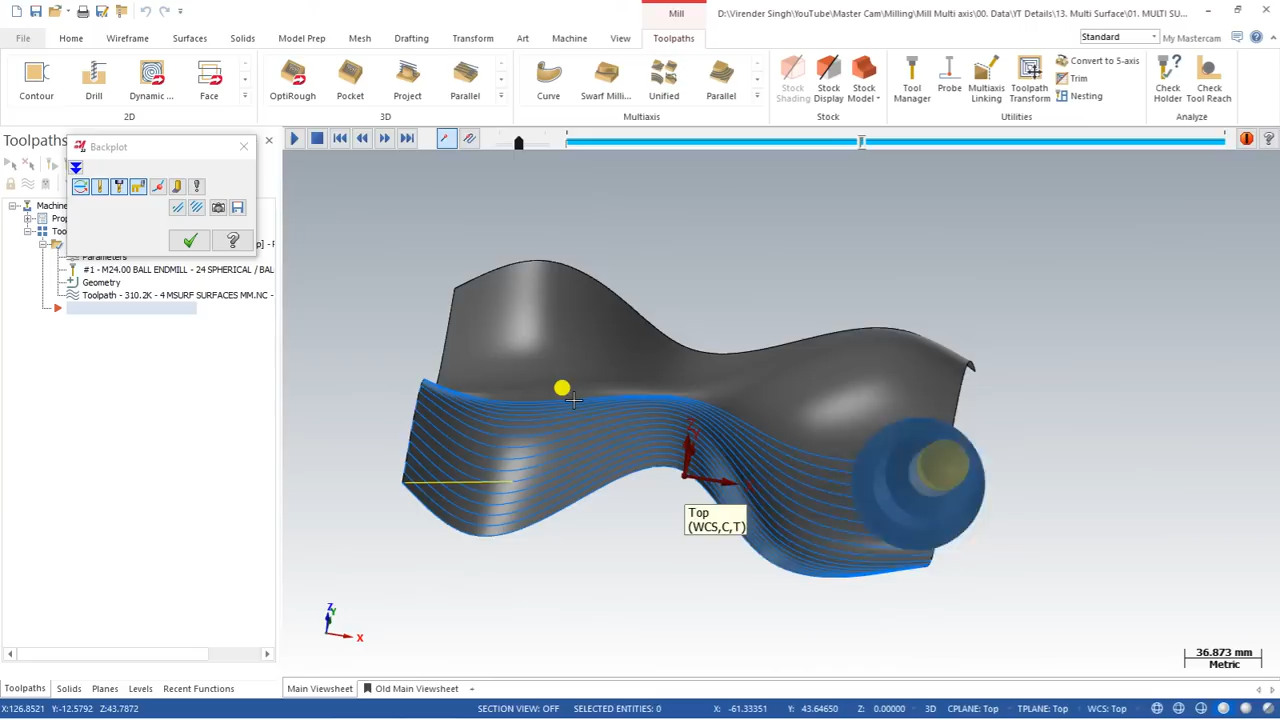 Mill
D:\Virender Singh\YouTube\Master Cam\Milling\Mill Multi axis\00. Data\YT Details\13. Multi Surface\01. MULTI SU...
File Home Wireframe Surfaces Solids Model Prep Mesh Drafting Transform Art Machine View Toolpaths
Standard
My Mastercam
Contour Drill Dynamic ... Face
OptiRough Pocket Project Parallel
Curve Swarf Milli... Unified Parallel
Stock Shading
Stock Display
Stock Model
Tool Manager
Probe
Multiaxis Linking
Toolpath Transform
Convert to 5-axis
Trim
Nesting
Check Holder
Check Tool Reach
2D 3D Multiaxis Stock Utilities Analyze
Toolpaths
Backplot
Machine
Prop
Tool
p] - P
Parameters
#1 - M24.00 BALL ENDMILL - 24 SPHERICAL / BAL
Geometry
Toolpath - 310.2K - 4 MSURF SURFACES MM.NC -
Top
(WCS,C,T)
Z
Y
X
36.873 mm
Metric
Toolpaths Solids Planes Levels Recent Functions
Main Viewsheet Old Main Viewsheet +
X:126.8521 Y:-12.5792 Z:43.7872
SECTION VIEW: OFF SELECTED ENTITIES: 0 X: -61.33351 Y: 43.64650 Z: 0.00000 3D CPLANE: Top TPLANE: Top WCS: Top